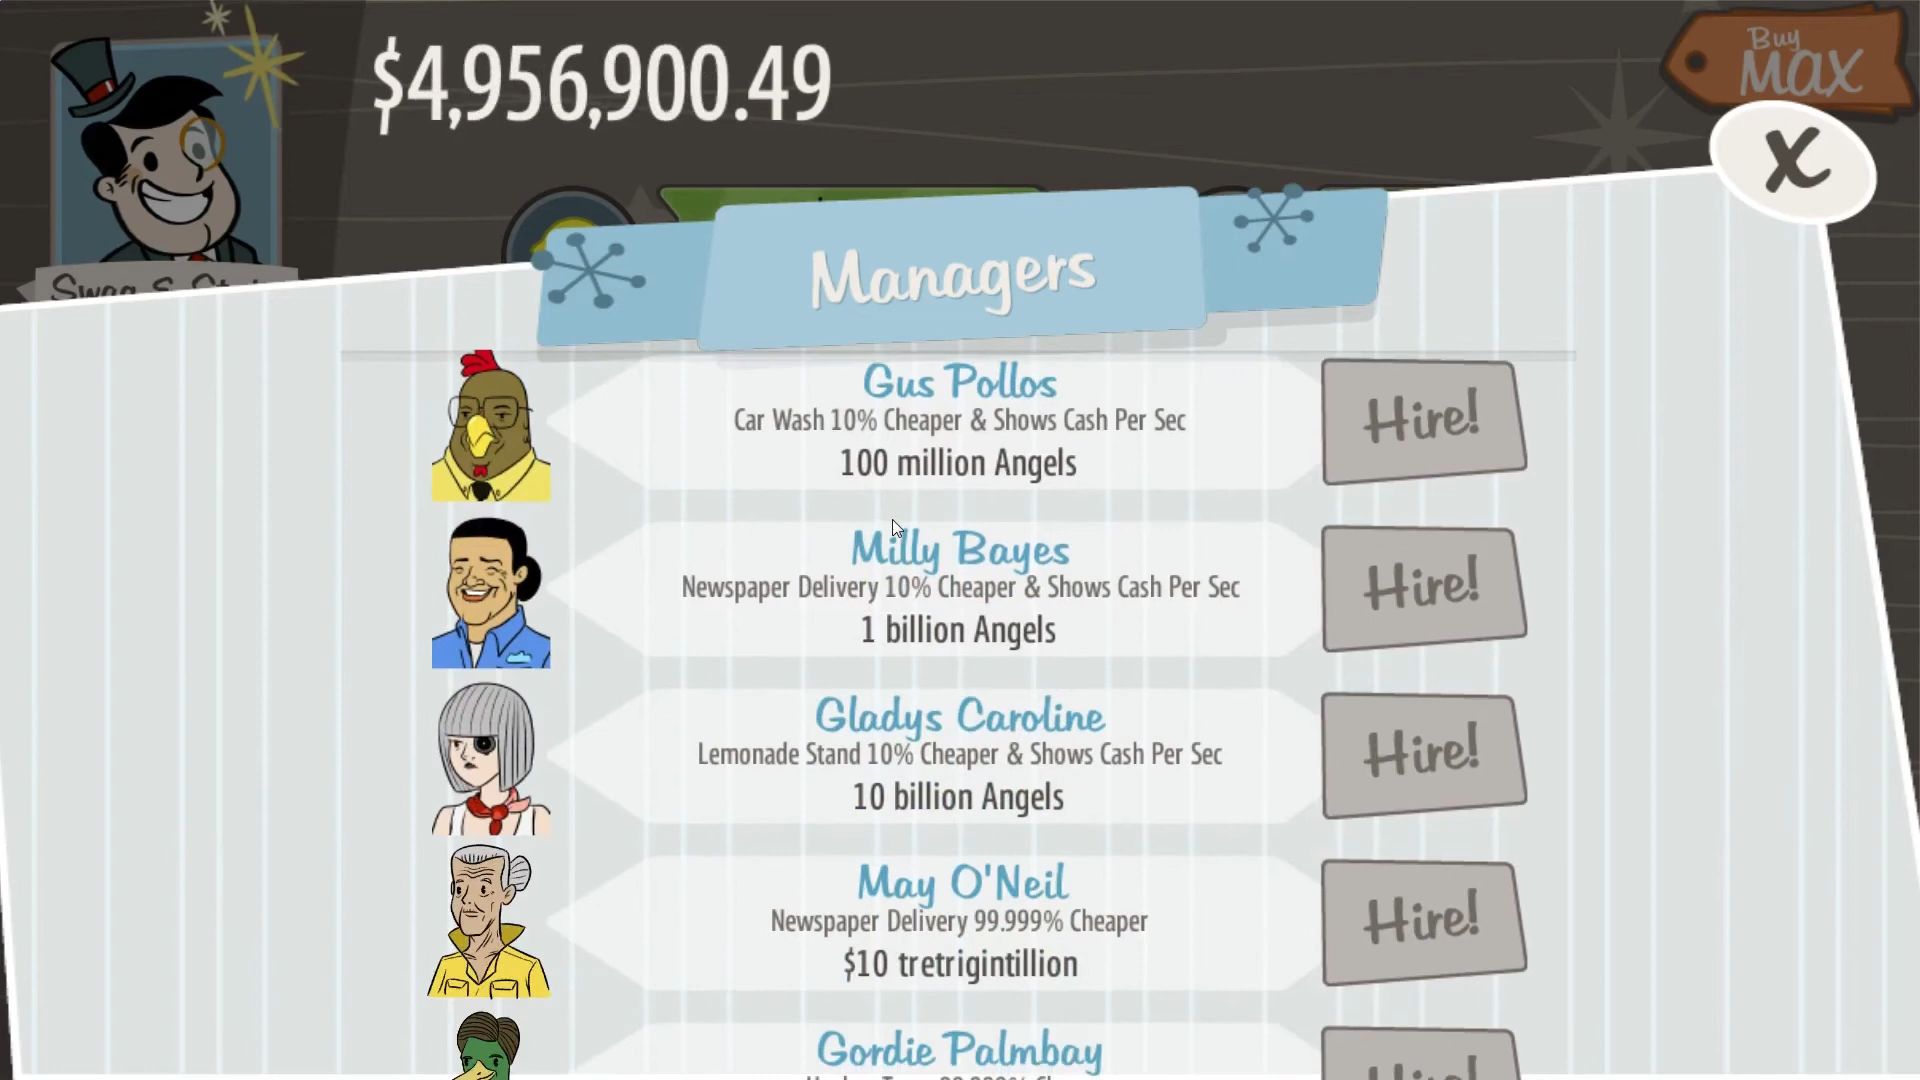 $4,956,900.49
Buy
MAX
X
Swag &
Managers
Gus Pollos
Car Wash 10% Cheaper & Shows Cash Per Sec
100 million Angels
Hire!
Milly Bayes
Newspaper Delivery 10% Cheaper & Shows Cash Per Sec
1 billion Angels
Hire!
Gladys Caroline
Lemonade Stand 10% Cheaper & Shows Cash Per Sec
10 billion Angels
Hire!
May O'Neil
Newspaper Delivery 99.999% Cheaper
$10 tretrigintillion
Hire!
Gordie Palmbay